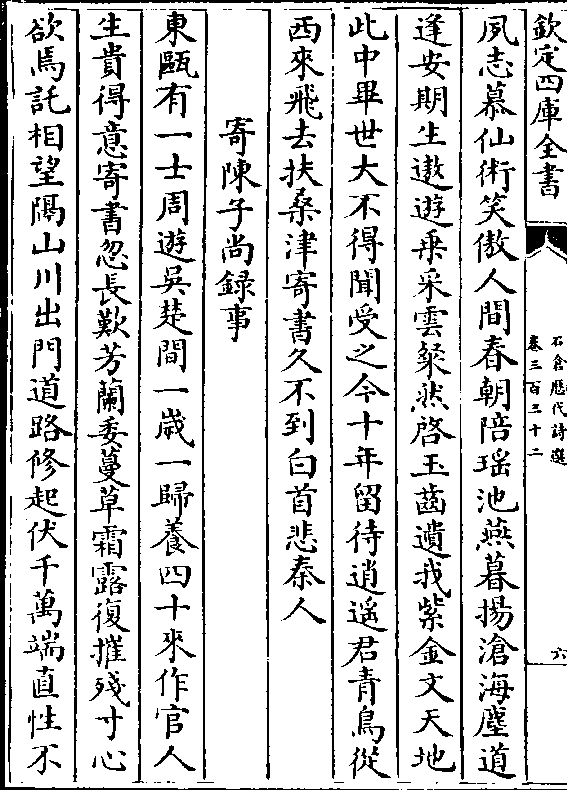 欽定四庫全書
石倉歷代詩選
卷三百三十二
六
夙志慕仙術笑傲人間春朝陪瑶池燕暮揚滄海塵道
逢安期生遨遊乗采雲粲然啓玉齒遺我紫金文天地
此中畢世大不得聞受之今十年留待逍遥君青鳥從
西來飛去扶桑津寄書久不到白首悲秦人
寄陳子尚録事
東甌有一士周遊吳楚間一歲一歸養四十來作官人
生貴得意寄書忽長歎芳蘭委蔓草霜露復摧殘寸心
欲焉託相望隔山川出門道路修起伏千萬端直性不